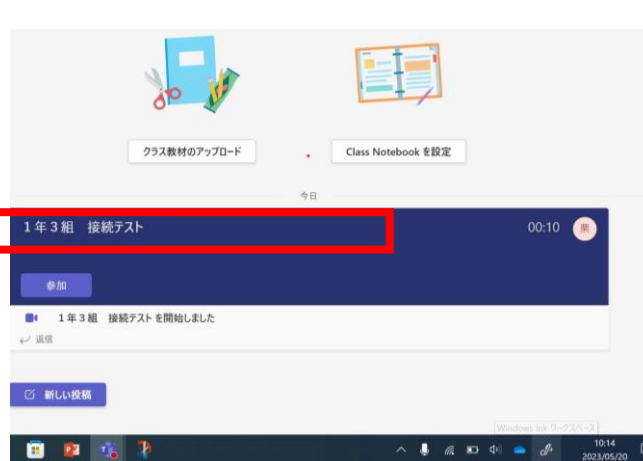 クラス教材のアップロード
Class Notebook を設定
今日
1年3組 接続テスト
00:10
栗
参加
1年3組 接続テスト を開始しました
返信
新しい投稿
Windows Ink ワークスペース
10:14
2023/05/20